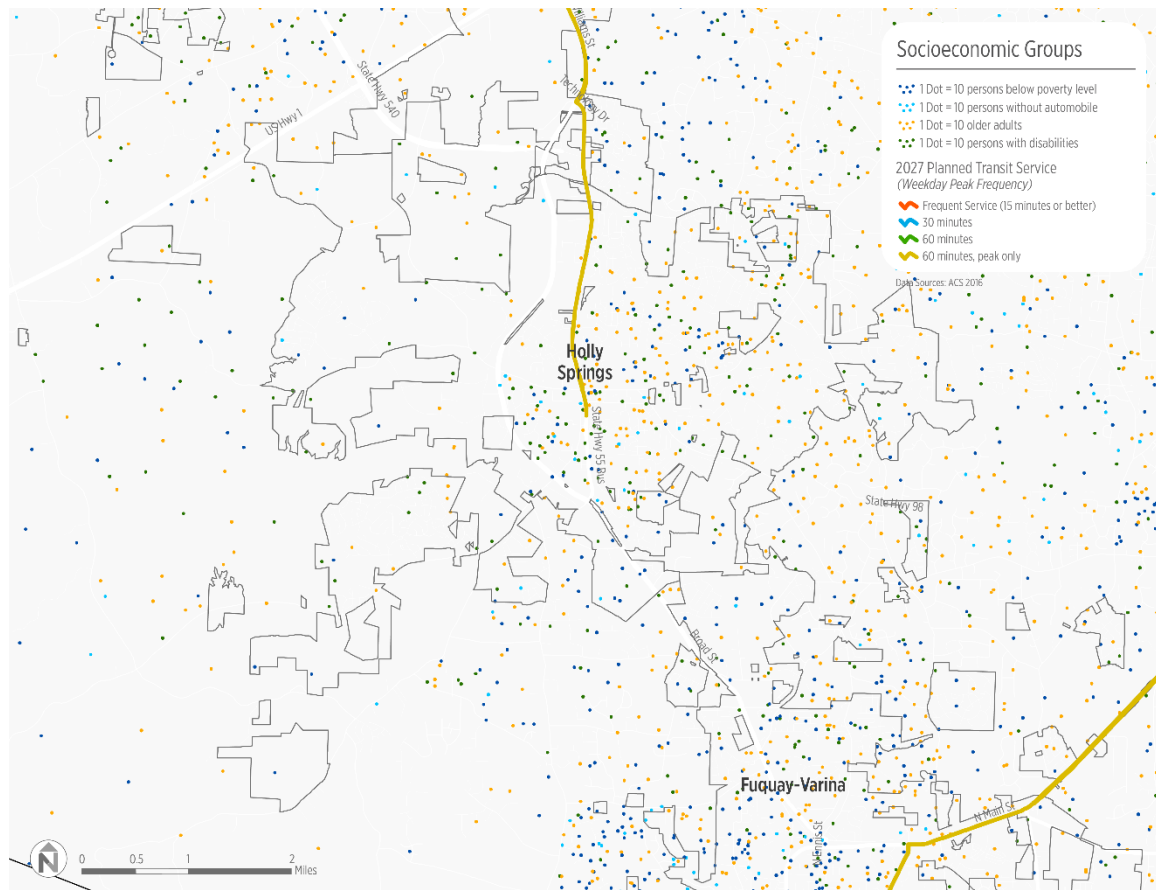 Socioeconomic Groups
1 Dot = 10 persons below poverty level
1 Dot = 10 persons without automobile
1 Dot = 10 older adults
1 Dot = 10 persons with disabilities
2027 Planned Transit Service
(Weekday Peak Frequency)
Frequent Service (15 minutes or better)
30 minutes
60 minutes
60 minutes, peak only
Data Sources: ACS 2016
State Hwy 540
US Hwy 1
Holly
Springs
State Hwy 55 Bus
State Hwy 98
Broad St
Fuquay-Varina
N Main St
N
0 0.5 1 2
Miles